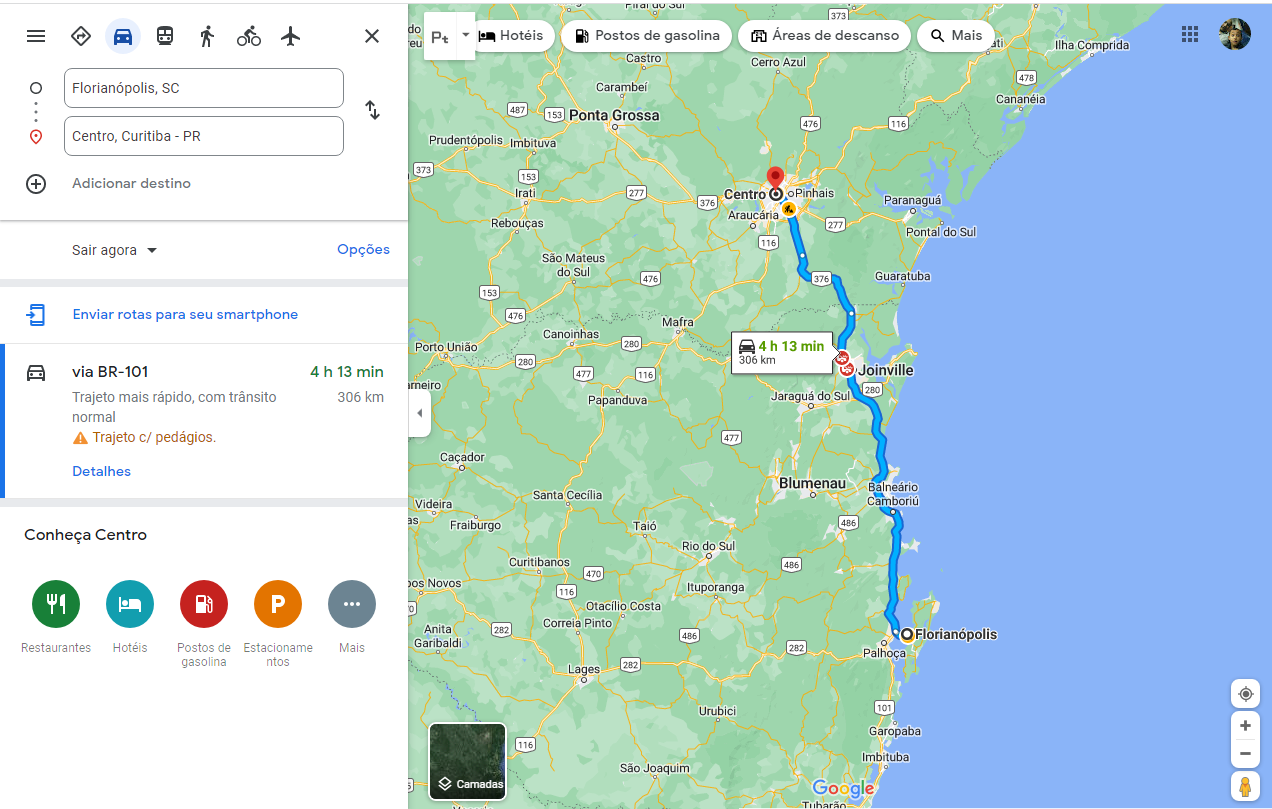 Florianópolis, SC
Centro, Curitiba - PR
Adicionar destino
Sair agora
Opções
Enviar rotas para seu smartphone
via BR-101
4 h 13 min
Trajeto mais rápido, com trânsito
normal
306 km
Trajeto c/ pedágios.
Detalhes
Conheça Centro
P
Restaurantes
Hotéis
Postos de
gasolina
Estacioname
ntos
Mais
Hotéis
Postos de gasolina
Áreas de descanso
Mais
373
Ilha Comprida
Castro
Cerro Azul
478
Carambeí
Cananéia
487
153
Ponta Grossa
476
116
Prudentópolis
Imbituva
373
153
Irati
277
376
Centro
Pinhais
Araucária
Paranaguá
Rebouças
277
Pontal do Sul
116
São Mateus
do Sul
476
376
Guaratuba
153
476
Mafra
Canoinhas
280
Porto União
280
4 h 13 min
306 km
477
116
Joinville
280
Papanduva
Jaraguá do Sul
477
Caçador
Blumenau
Balneário
Camboriú
Santa Cecília
Videira
Fraiburgo
Taió
486
Rio do Sul
Curitibanos
470
486
Ituporanga
116
Otacílio Costa
Correia Pinto
Anita
Garibaldi
282
486
Florianópolis
282
Palhoça
Lages
282
Urubici
101
Garopaba
116
Imbituba
São Joaquim
Camadas
Google
Tubarão